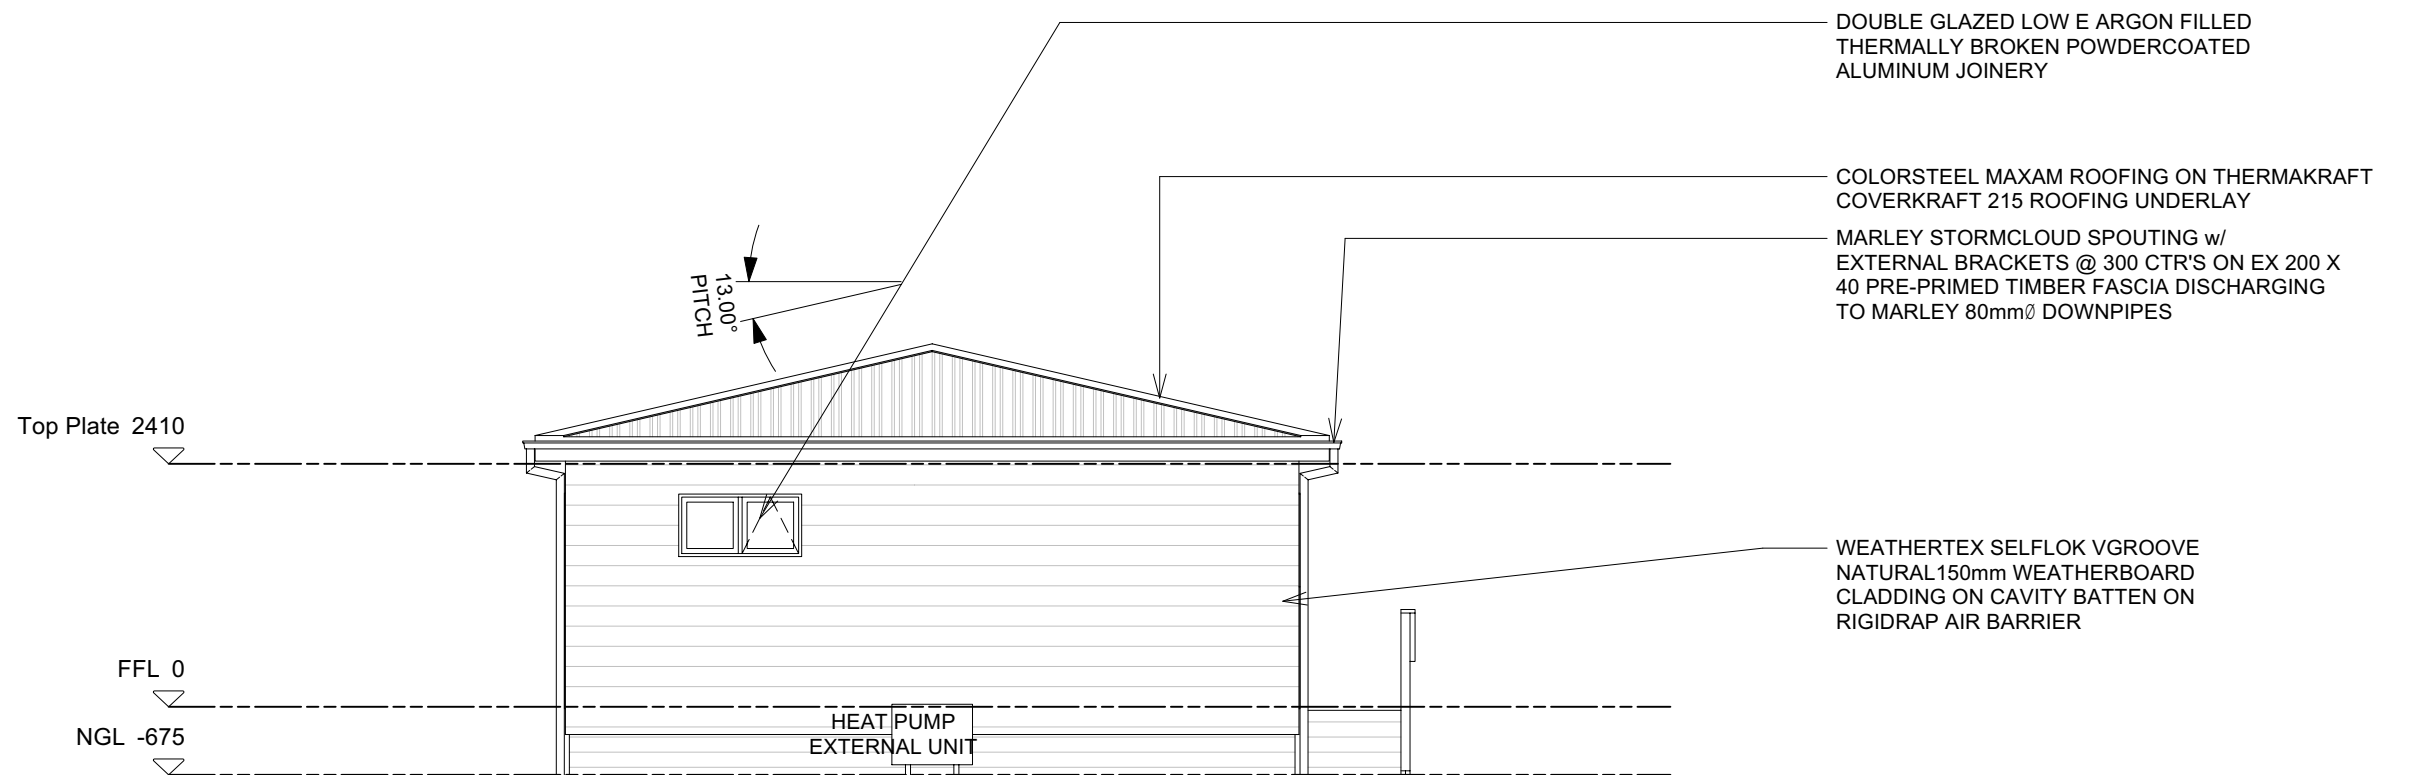 DOUBLE GLAZED LOW E ARGON FILLED
THERMALLY BROKEN POWDERCOATED
ALUMINUM JOINERY
COLORSTEEL MAXAM ROOFING ON THERMAKRAFT
COVERKRAFT 215 ROOFING UNDERLAY
MARLEY STORMCLOUD SPOUTING w/
EXTERNAL BRACKETS @ 300 CTR'S ON EX 200 X
40 PRE-PRIMED TIMBER FASCIA DISCHARGING
TO MARLEY 80mmØ DOWNPIPES
13.00°
PITCH
Top Plate 2410
WEATHERTEX SELFLOK VGROOVE
NATURAL150mm WEATHERBOARD
CLADDING ON CAVITY BATTEN ON
RIGIDRAP AIR BARRIER
FFL 0
NGL -675
HEAT PUMP
EXTERNAL UNIT